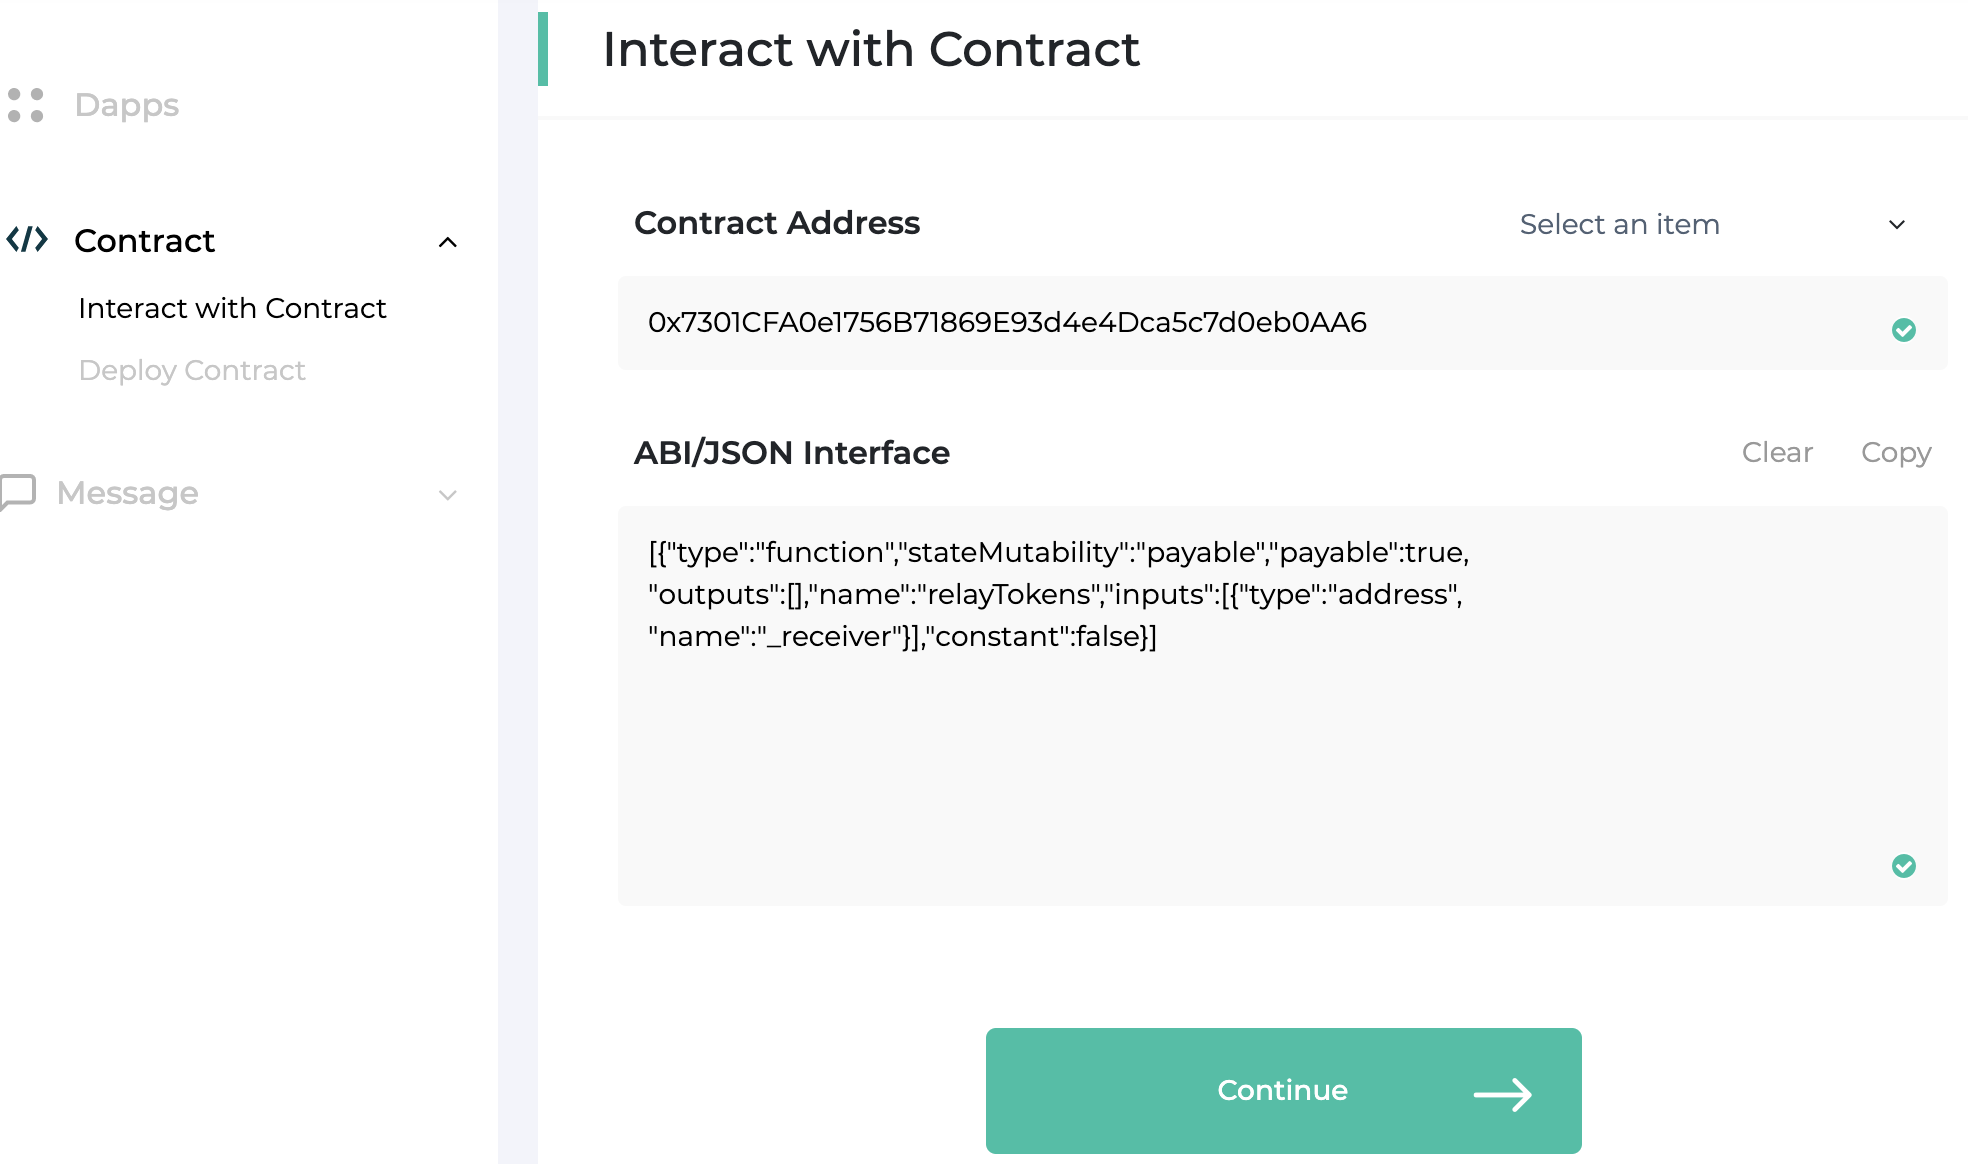 Interact with Contract
Dapps
Contract
Interact with Contract
Deploy Contract
Message
Contract Address
Select an item
0x7301CFA0e1756B71869E93d4e4Dca5c7d0eb0AA6
ABI/JSON Interface
Clear
Copy
[{"type":"function","stateMutability":"payable","payable":true,
"outputs":[],"name":"relayTokens","inputs":[{"type":"address",
"name":"_receiver"}],"constant":false}]
Continue